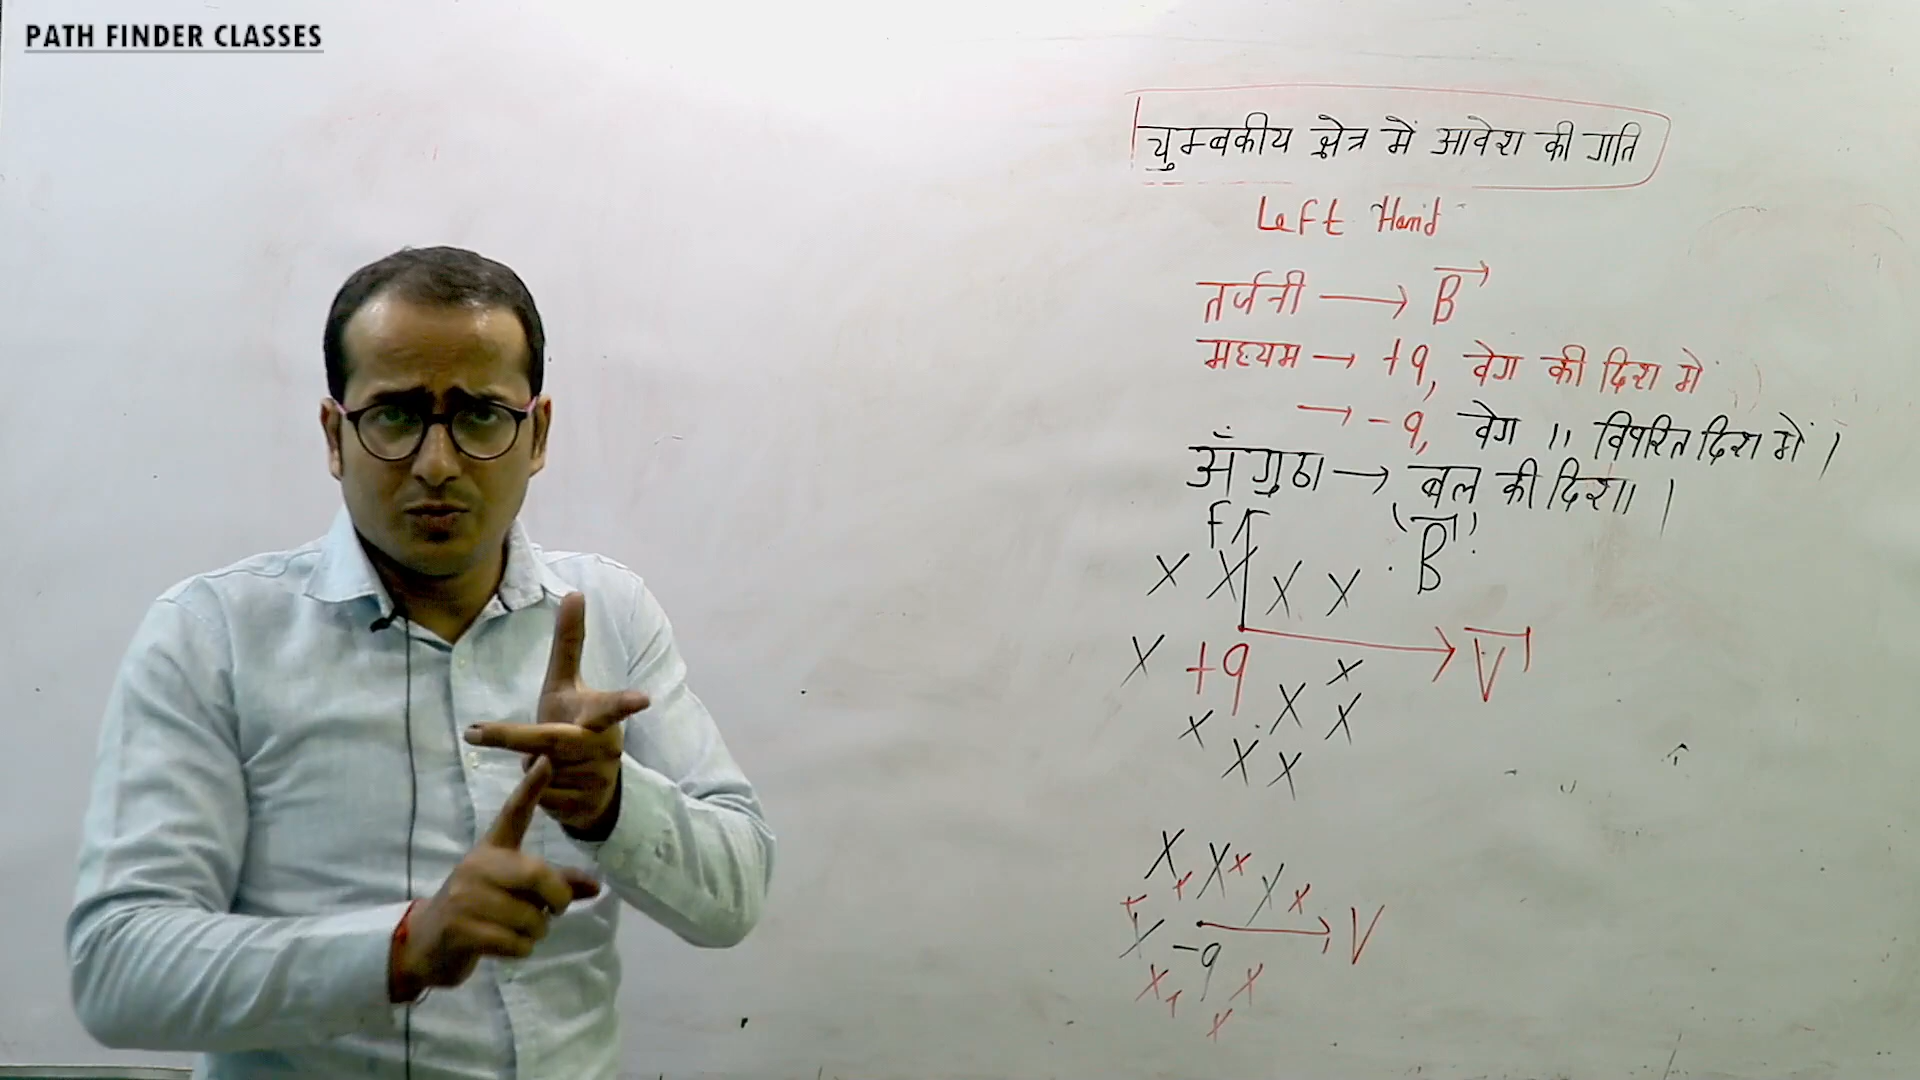 PATH FINDER CLASSES
चुम्बकीय क्षेत्र में आवेश की गति
Left Hand
तर्जनी → B
मध्यम → +q, वेग की दिशा में
→ -q, वेग ॥ विपरित दिशा में।
अँगुठा → बल की दिशा।
F
X X X X B
X +q X V
X X X
X X
X X X
X X X X
X -q V
X X
X